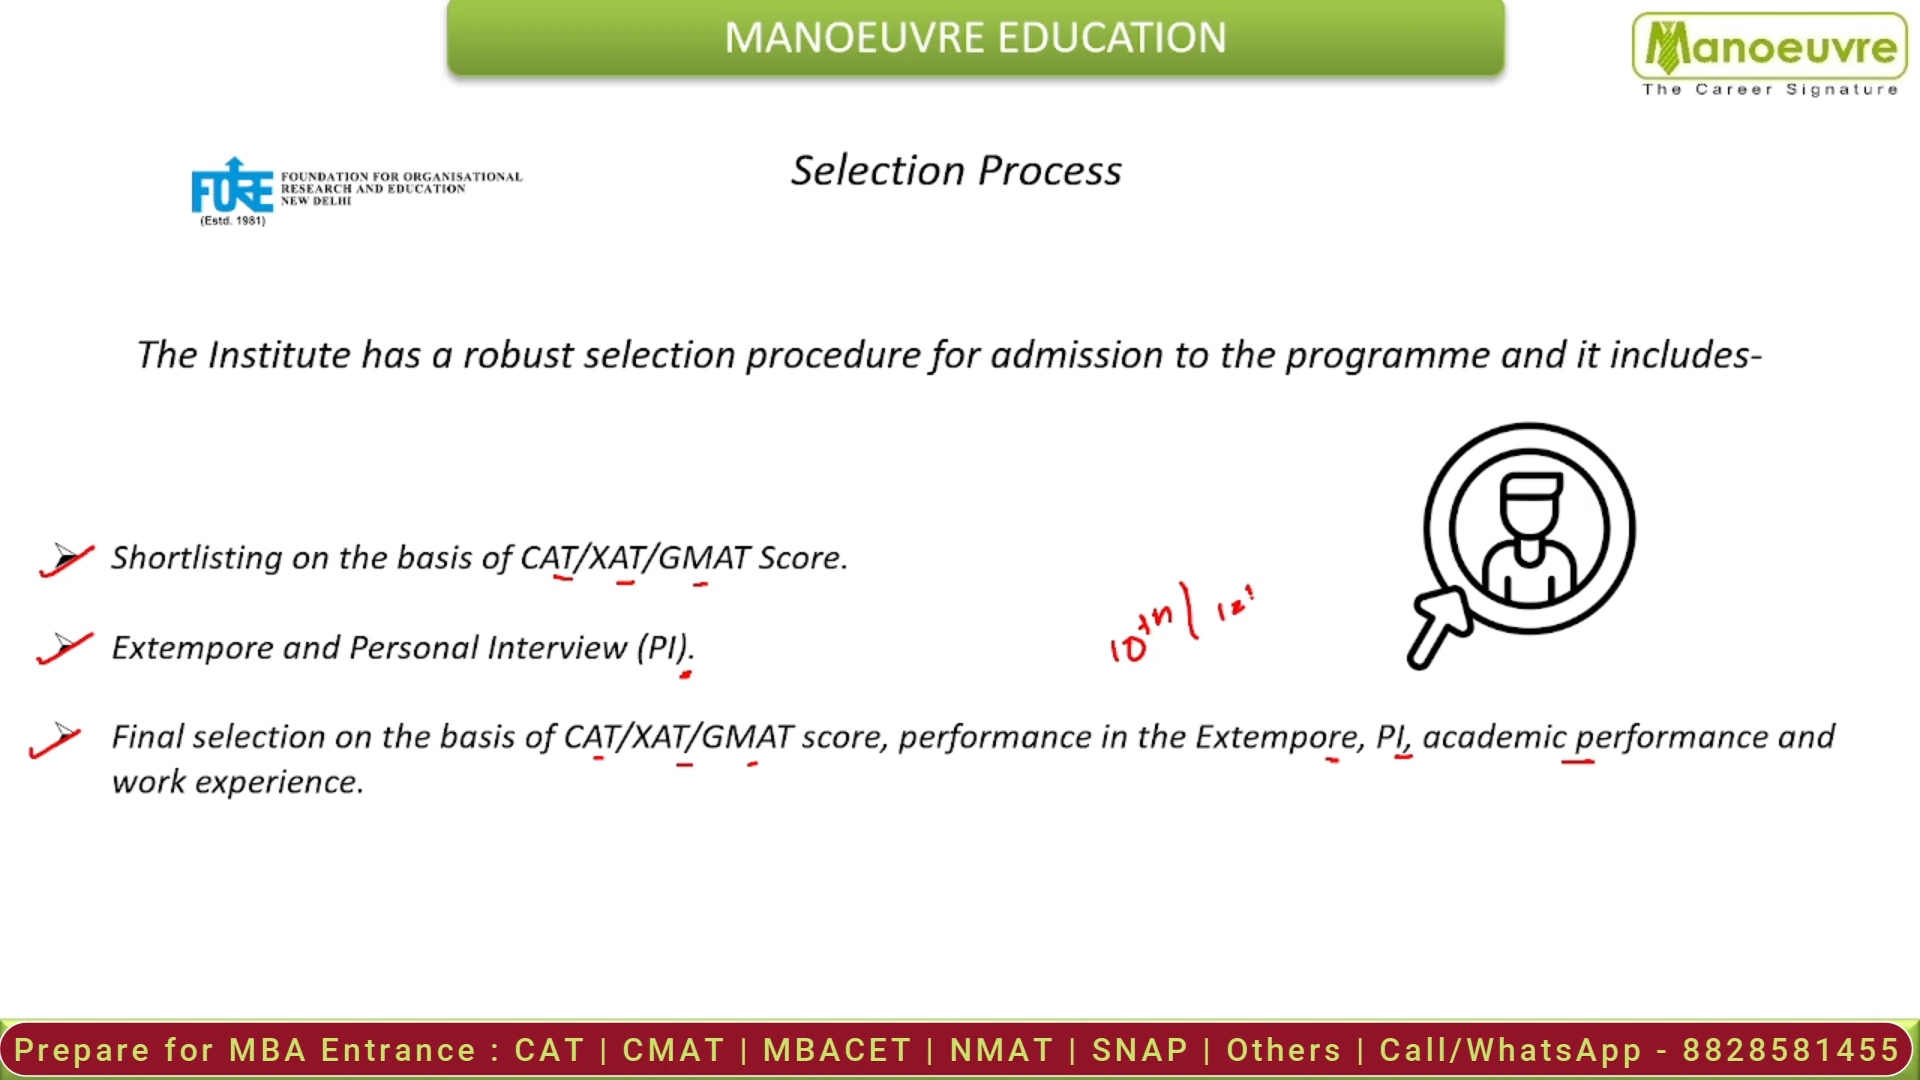 MANOEUVRE EDUCATION
Manoeuvre
The Career Signature
FORE
FOUNDATION FOR ORGANISATIONAL
RESEARCH AND EDUCATION
NEW DELHI
(Estd. 1981)
Selection Process
The Institute has a robust selection procedure for admission to the programme and it includes-
Shortlisting on the basis of CAT/XAT/GMAT Score.
10th / 12
Extempore and Personal Interview (PI).
Final selection on the basis of CAT/XAT/GMAT score, performance in the Extempore, PI, academic performance and
work experience.
Prepare for MBA Entrance : CAT | CMAT | MBACET | NMAT | SNAP | Others | Call/WhatsApp - 8828581455